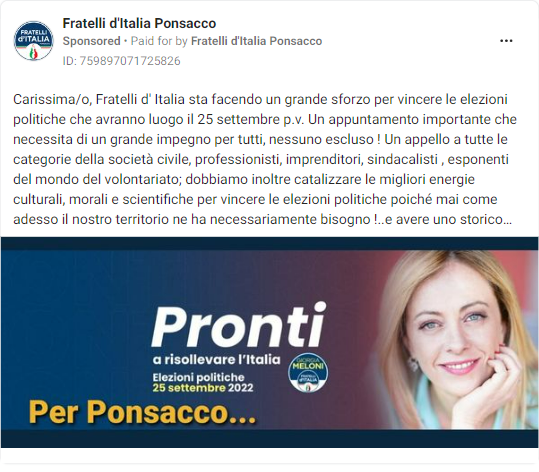 Fratelli d'Italia Ponsacco
Sponsored • Paid for by Fratelli d'Italia Ponsacco
ID: 759897071725826
Carissima/o, Fratelli d' Italia sta facendo un grande sforzo per vincere le elezioni
politiche che avranno luogo il 25 settembre p.v. Un appuntamento importante che
necessita di un grande impegno per tutti, nessuno escluso ! Un appello a tutte le
categorie della società civile, professionisti, imprenditori, sindacalisti , esponenti
del mondo del volontariato; dobbiamo inoltre catalizzare le migliori energie
culturali, morali e scientifiche per vincere le elezioni politiche poiché mai come
adesso il nostro territorio ne ha necessariamente bisogno !..e avere uno storico...
FRATELLI
d'ITALIA
Pronti
a risollevare l'Italia
Elezioni politiche
25 settembre 2022
GIORGIA
MELONI
FRATELLI
d'ITALIA
Per Ponsacco...